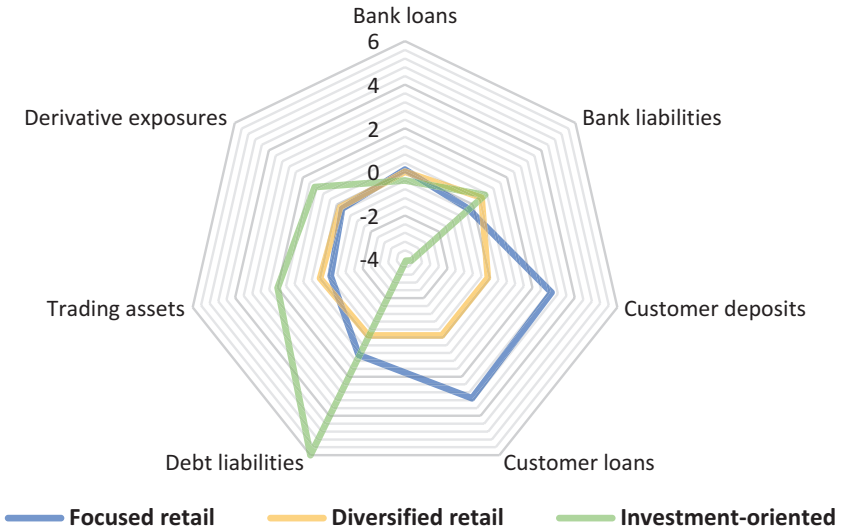 Bank loans
6
4
2
0
-2
-4
Derivative exposures
Bank liabilities
Trading assets
Customer deposits
Debt liabilities
Customer loans
Focused retail
Diversified retail
Investment-oriented